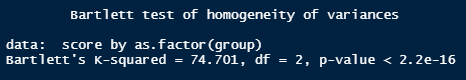 Bartlett test of homogeneity of variances
data:  score by as.factor(group)
Bartlett's K-squared = 74.701, df = 2, p-value < 2.2e-16